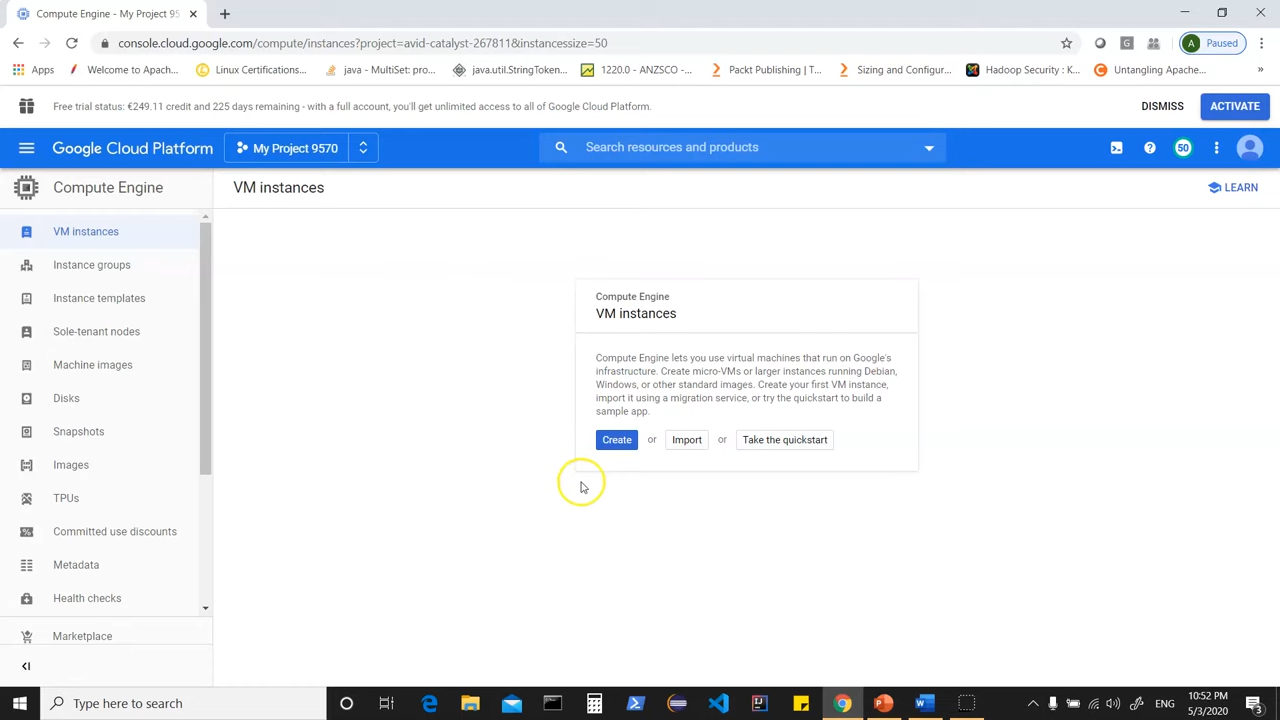 Compute Engine - My Project 95
console.cloud.google.com/compute/instances?project=avid-catalyst-267811&instancessize=50
A
Paused
Apps
Welcome to Apach...
Linux Certifications...
java - MultiSet: pro...
java.util.StringToken...
1220.0 - ANZSCO -...
Packt Publishing | T...
Sizing and Configur...
Hadoop Security : K...
Untangling Apache...
»
Free trial status: €249.11 credit and 225 days remaining - with a full account, you'll get unlimited access to all of Google Cloud Platform.
DISMISS
ACTIVATE
Google Cloud Platform
My Project 9570
Search resources and products
50
Compute Engine
VM instances
LEARN
VM instances
Instance groups
Instance templates
Sole-tenant nodes
Machine images
Disks
Snapshots
Images
TPUs
Committed use discounts
Metadata
Health checks
Marketplace
Compute Engine
VM instances
Compute Engine lets you use virtual machines that run on Google's
infrastructure. Create micro-VMs or larger instances running Debian,
Windows, or other standard images. Create your first VM instance,
import it using a migration service, or try the quickstart to build a
sample app.
Create or Import or Take the quickstart
Type here to search
ENG
10:52 PM
5/3/2020
3